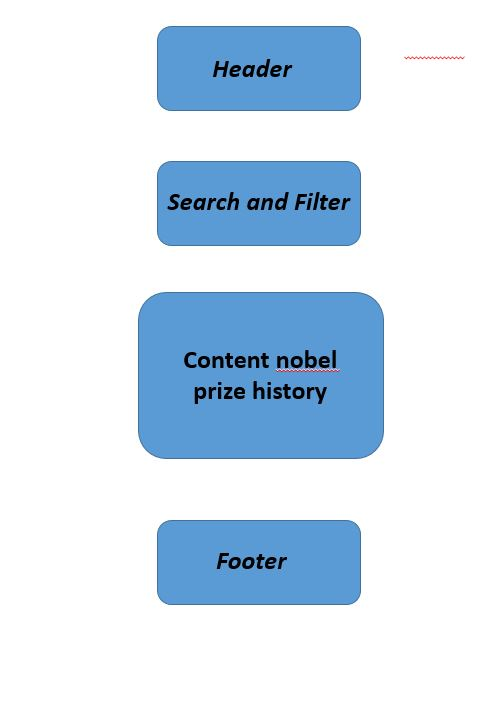 Header
Search and Filter
Content nobel
prize history
Footer